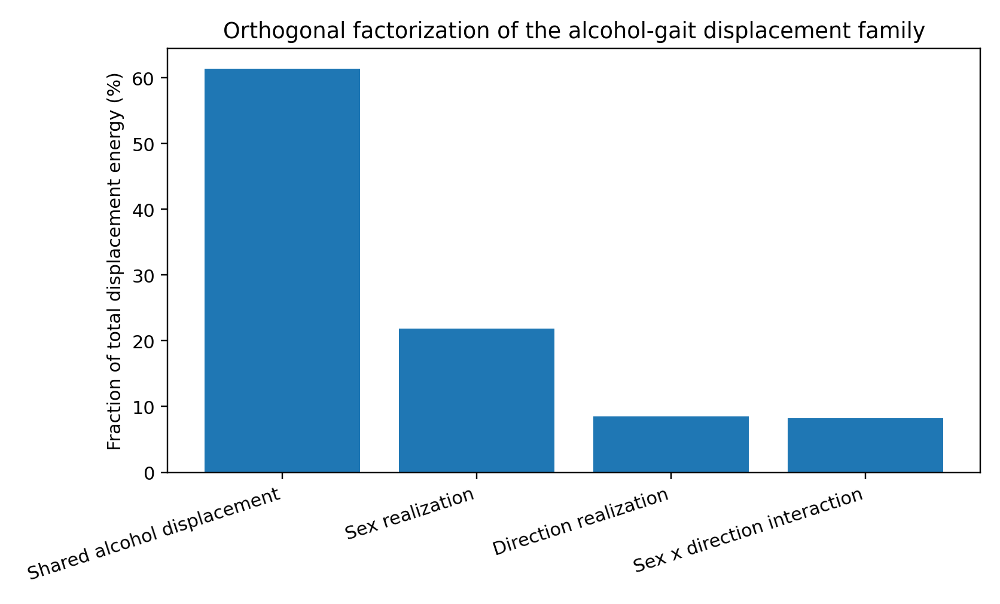 Orthogonal factorization of the alcohol-gait displacement family
Fraction of total displacement energy (%)
60
50
40
30
20
10
0
Shared alcohol displacement
Sex realization
Direction realization
Sex x direction interaction